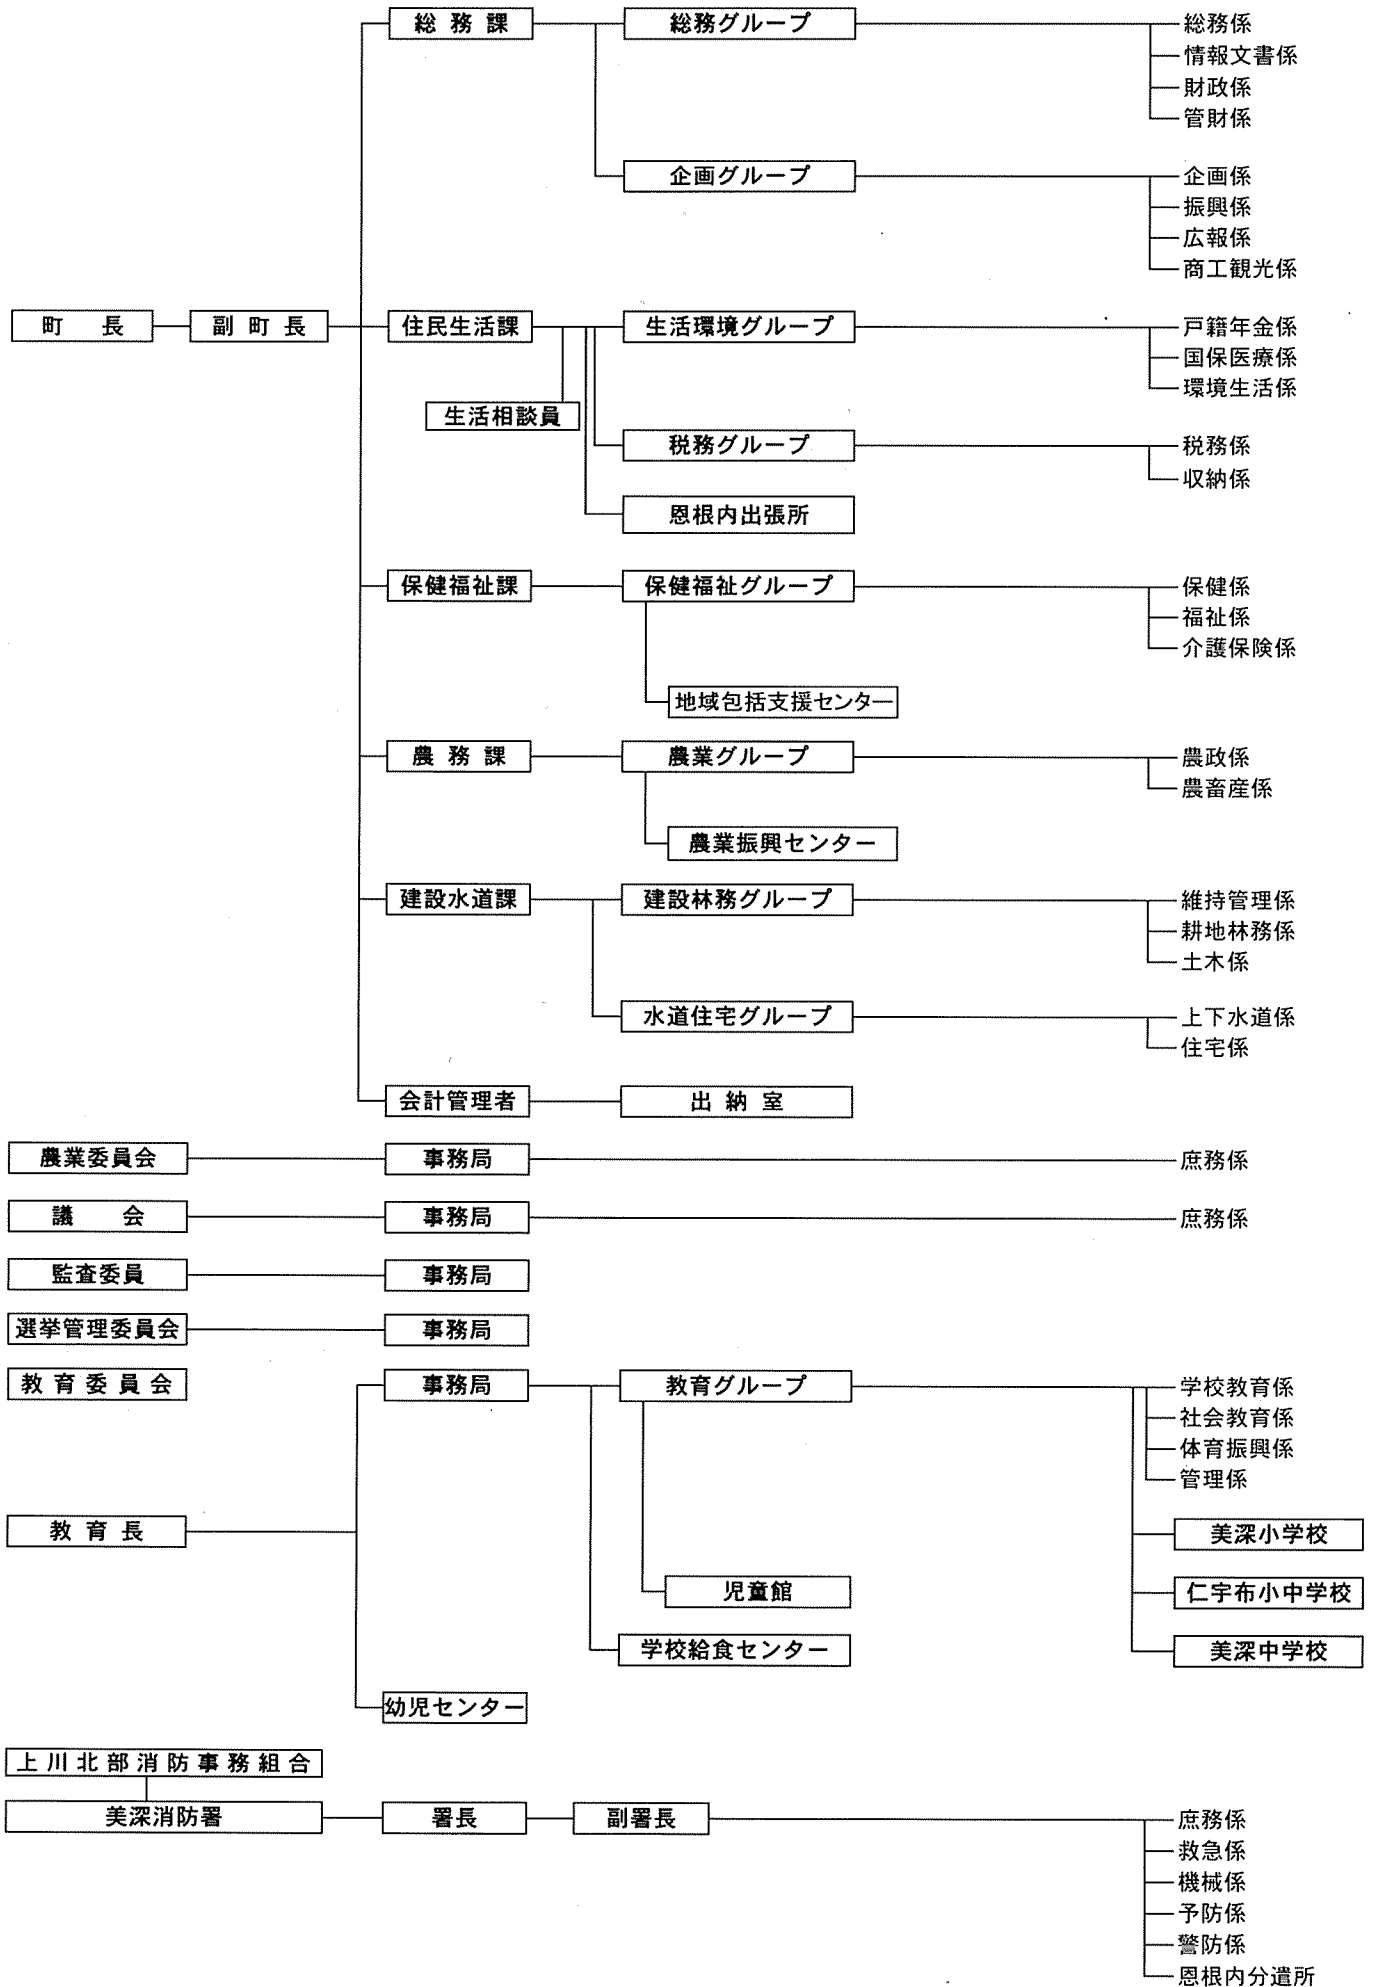 総務課 総務グループ 総務係
情報文書係
財政係
管財係
企画グループ 企画係
振興係
広報係
商工観光係
町長 副町長 住民生活課 生活環境グループ 戸籍年金係
国保医療係
環境生活係
生活相談員
税務グループ 税務係
収納係
恩根内出張所
保健福祉課 保健福祉グループ 保健係
福祉係
介護保険係
地域包括支援センター
農務課 農業グループ 農政係
農畜産係
農業振興センター
建設水道課 建設林務グループ 維持管理係
耕地林務係
土木係
水道住宅グループ 上下水道係
住宅係
会計管理者 出納室
農業委員会 事務局 庶務係
議会 事務局 庶務係
監査委員 事務局
選挙管理委員会 事務局
教育委員会 事務局 教育グループ 学校教育係
社会教育係
体育振興係
管理係
教育長 美深小学校
児童館 仁宇布小中学校
学校給食センター 美深中学校
幼児センター
上川北部消防事務組合
美深消防署 署長 副署長 庶務係
救急係
機械係
予防係
警防係
恩根内分遣所